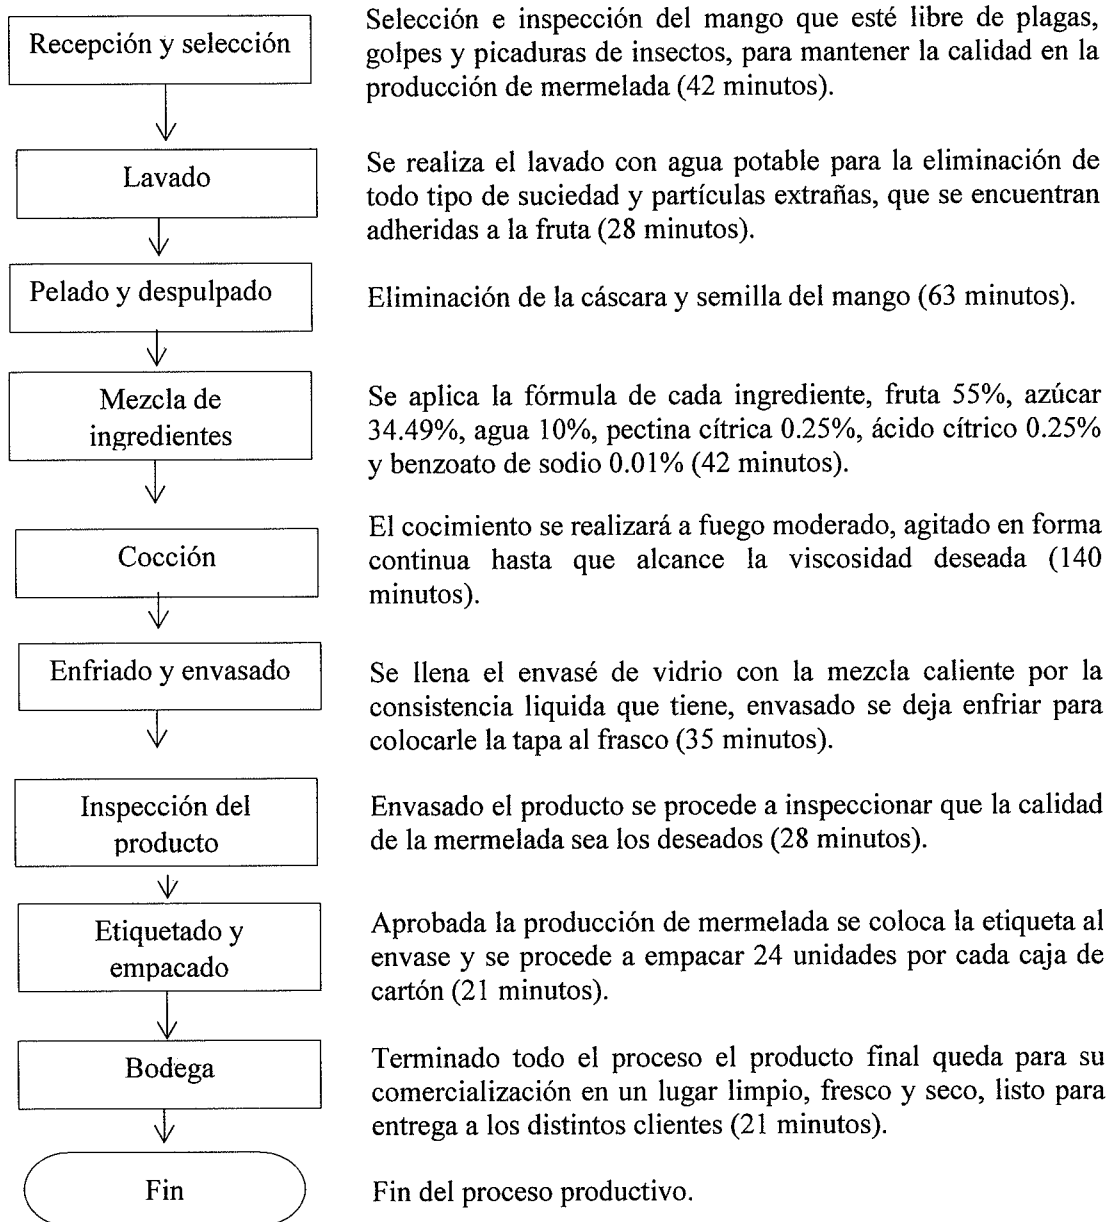 Recepción y selección
Selección e inspección del mango que esté libre de plagas,
golpes y picaduras de insectos, para mantener la calidad en la
producción de mermelada (42 minutos).
Lavado
Se realiza el lavado con agua potable para la eliminación de
todo tipo de suciedad y partículas extrañas, que se encuentran
adheridas a la fruta (28 minutos).
Pelado y despulpado
Eliminación de la cáscara y semilla del mango (63 minutos).
Mezcla de
ingredientes
Se aplica la fórmula de cada ingrediente, fruta 55%, azúcar
34.49%, agua 10%, pectina cítrica 0.25%, ácido cítrico 0.25%
y benzoato de sodio 0.01% (42 minutos).
Cocción
El cocimiento se realizará a fuego moderado, agitado en forma
continua hasta que alcance la viscosidad deseada (140
minutos).
Enfriado y envasado
Se llena el envasé de vidrio con la mezcla caliente por la
consistencia liquida que tiene, envasado se deja enfriar para
colocarle la tapa al frasco (35 minutos).
Inspección del
producto
Envasado el producto se procede a inspeccionar que la calidad
de la mermelada sea los deseados (28 minutos).
Etiquetado y
empacado
Aprobada la producción de mermelada se coloca la etiqueta al
envase y se procede a empacar 24 unidades por cada caja de
cartón (21 minutos).
Bodega
Terminado todo el proceso el producto final queda para su
comercialización en un lugar limpio, fresco y seco, listo para
entrega a los distintos clientes (21 minutos).
Fin
Fin del proceso productivo.